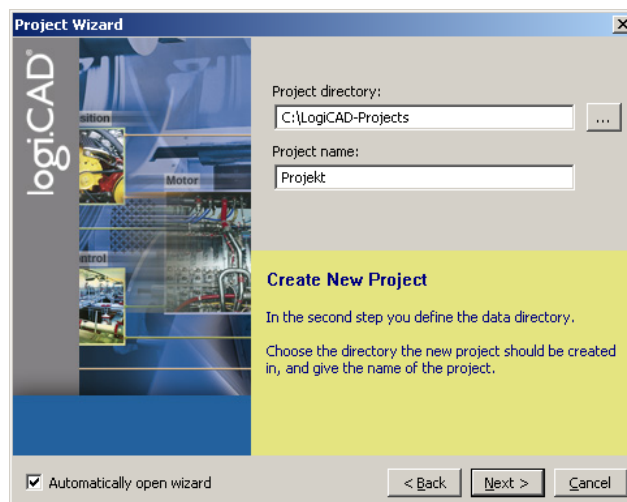 Project Wizard
logi.CAD®
sition
Motor
ntrol
Project directory:
C:\LogiCAD-Projects
...
Project name:
Projekt
Create New Project
In the second step you define the data directory.
Choose the directory the new project should be created
in, and give the name of the project.
Automatically open wizard
< Back
Next >
Cancel